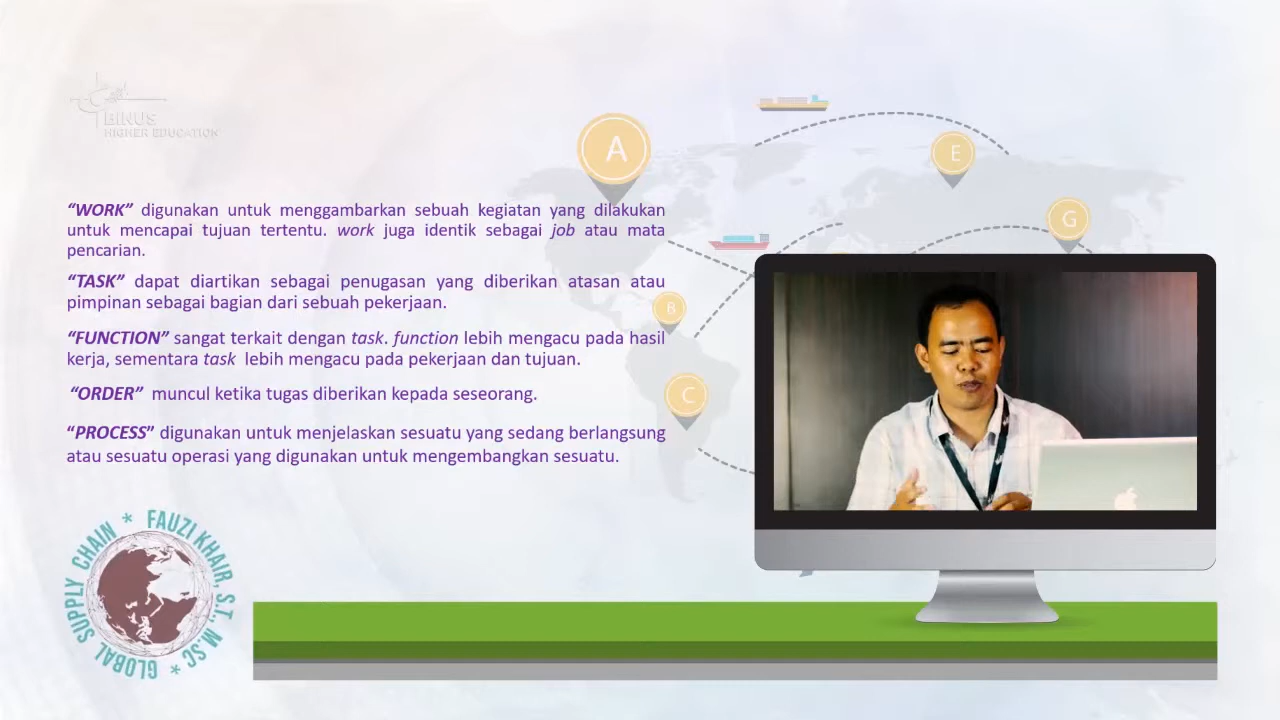 BINUS
HIGHER EDUCATION
A
E
G
B
C
“WORK” digunakan untuk menggambarkan sebuah kegiatan yang dilakukan
untuk mencapai tujuan tertentu. work juga identik sebagai job atau mata
pencarian.
“TASK” dapat diartikan sebagai penugasan yang diberikan atasan atau
pimpinan sebagai bagian dari sebuah pekerjaan.
“FUNCTION” sangat terkait dengan task. function lebih mengacu pada hasil
kerja, sementara task lebih mengacu pada pekerjaan dan tujuan.
“ORDER” muncul ketika tugas diberikan kepada seseorang.
“PROCESS” digunakan untuk menjelaskan sesuatu yang sedang berlangsung
atau sesuatu operasi yang digunakan untuk mengembangkan sesuatu.
* FAUZI KHAIR, S.T., M.SC * GLOBAL SUPPLY CHAIN